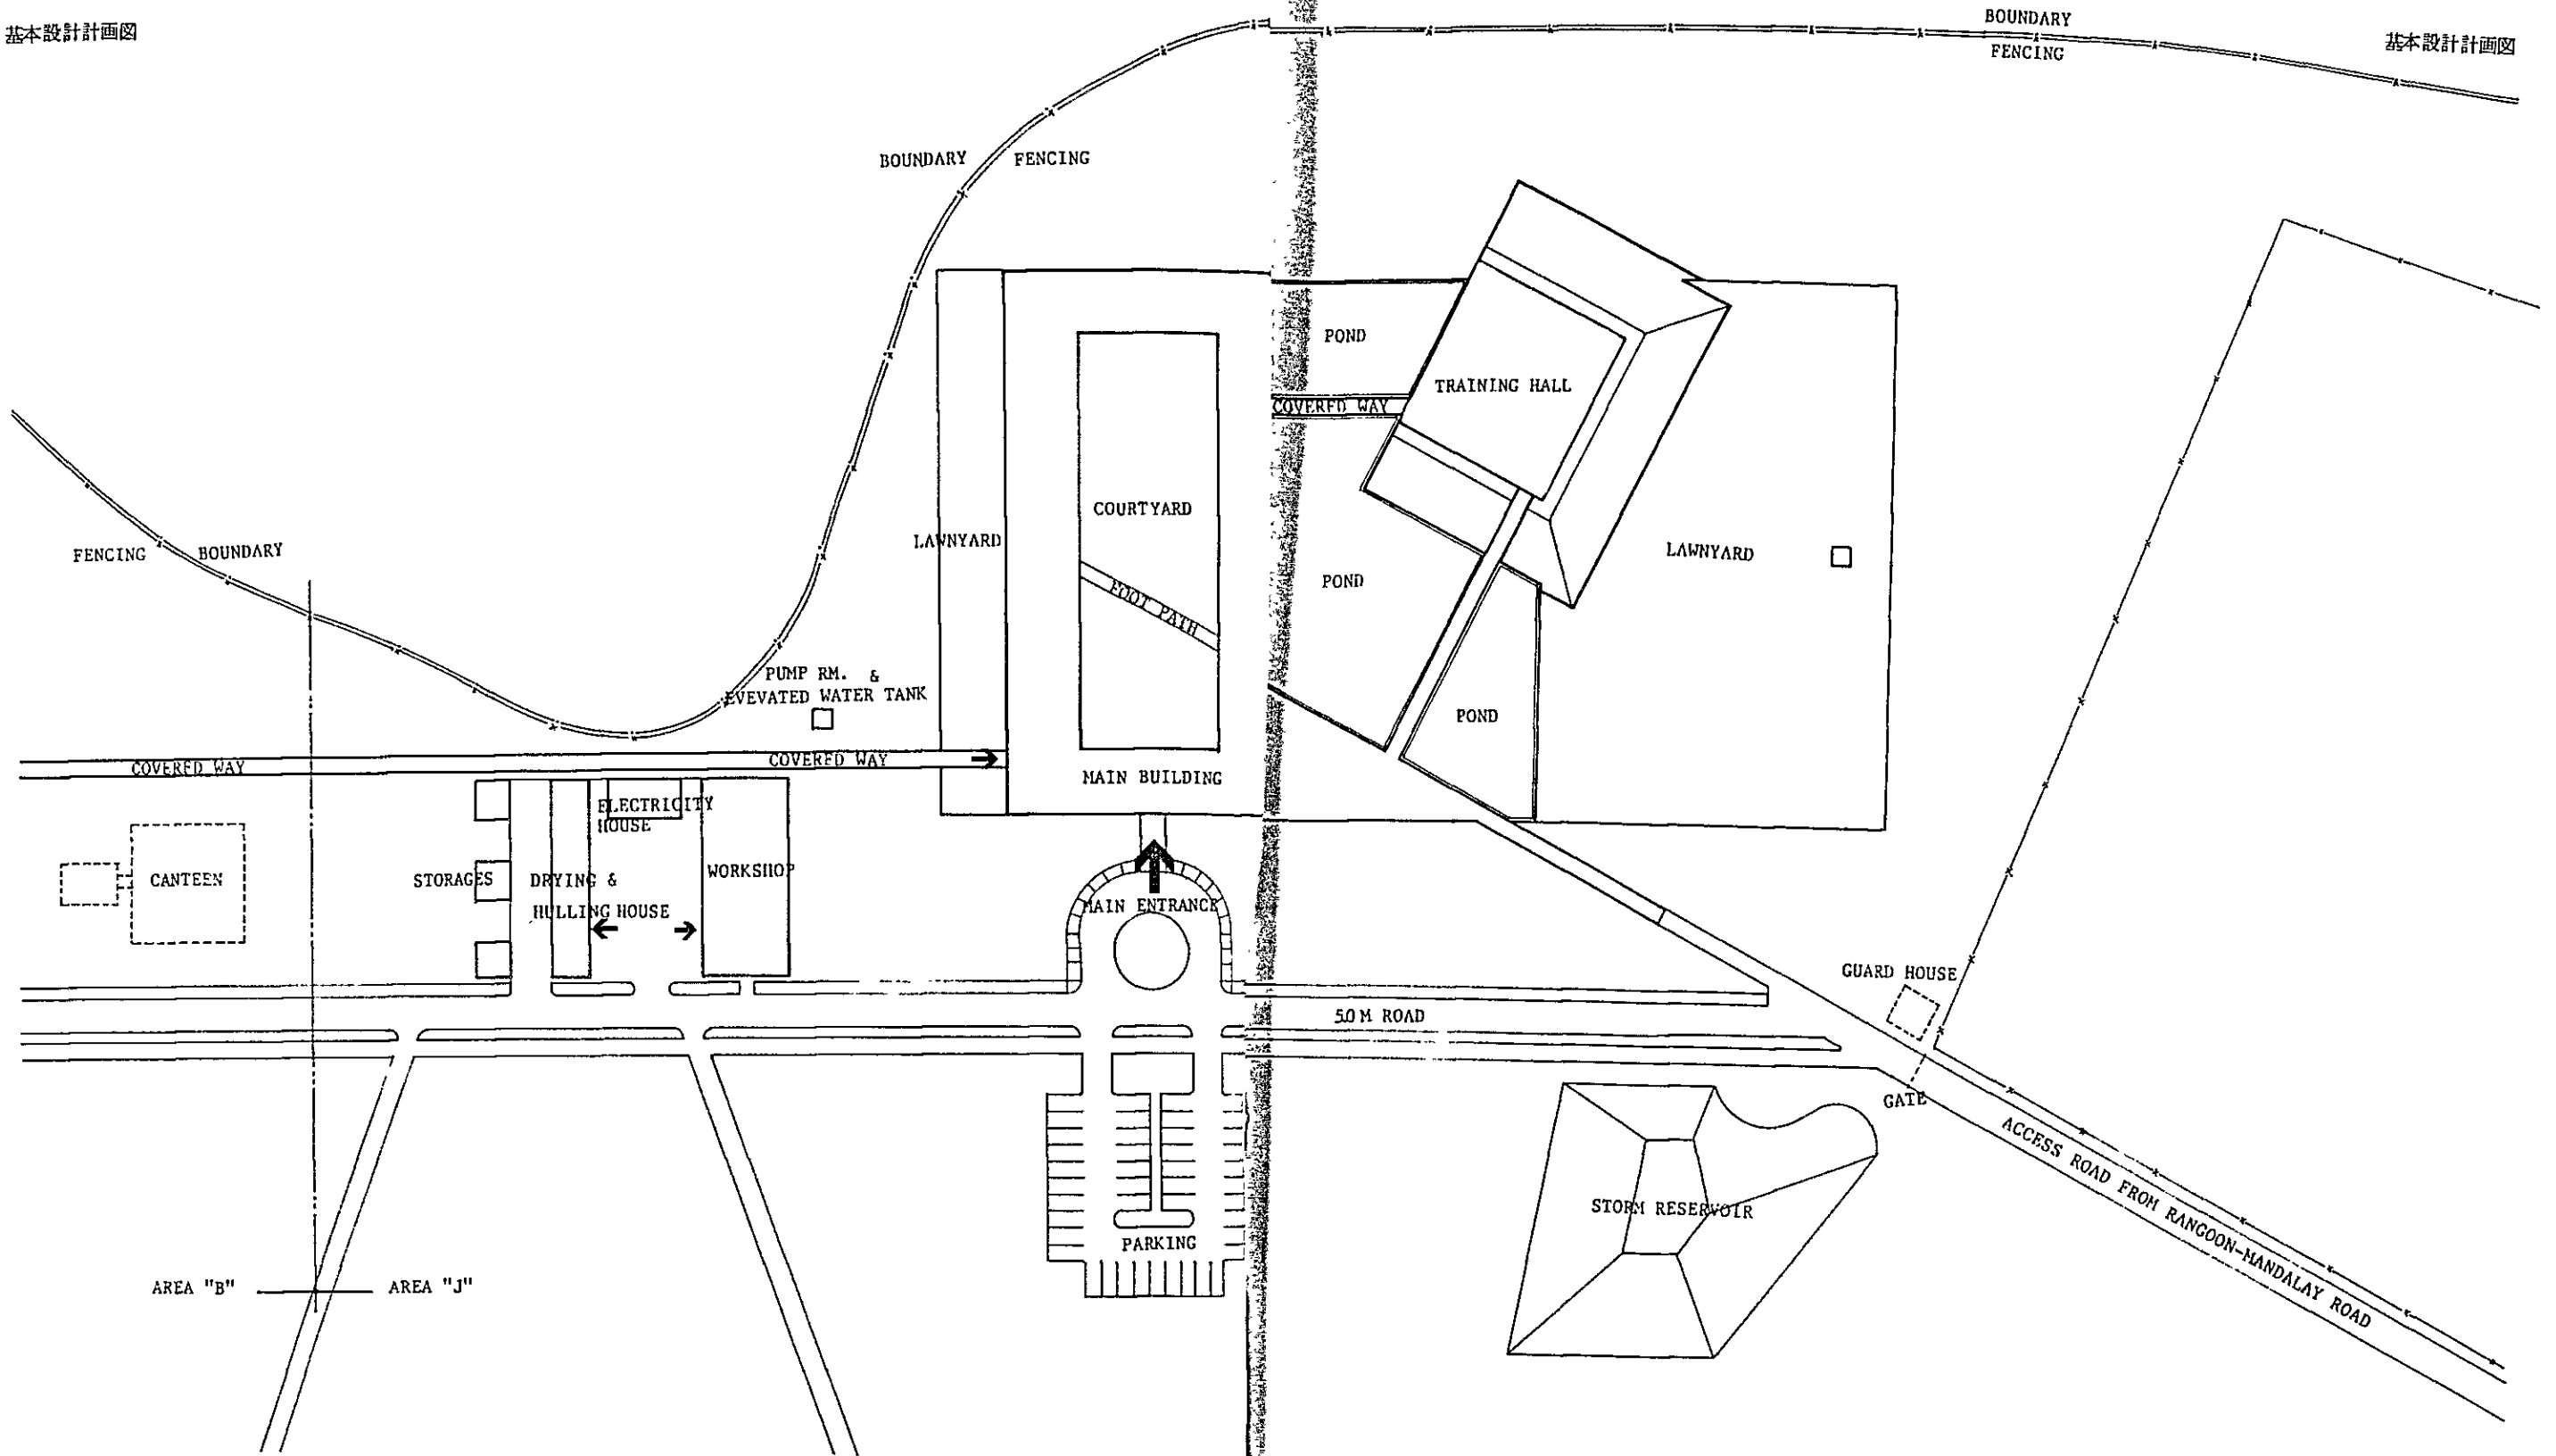 基本設計計画図
BOUNDARY
FENCING
基本設計計画図
BOUNDARY FENCING
POND
TRAINING HALL
COVERED WAY
COURTYARD
LAWNYARD
FENCING BOUNDARY
LAWNYARD
POND
FOOT PATH
PUMP RM. &
EVEVATED WATER TANK
POND
COVERED WAY
COVERED WAY
MAIN BUILDING
ELECTRICITY
HOUSE
CANTEEN
STORAGES
DRYING &
HULLING HOUSE
WORKSHOP
MAIN ENTRANCE
GUARD HOUSE
5.0 M ROAD
GATE
ACCESS ROAD FROM RANGOON-MANDALAY ROAD
STORM RESERVOIR
PARKING
AREA "B"
AREA "J"